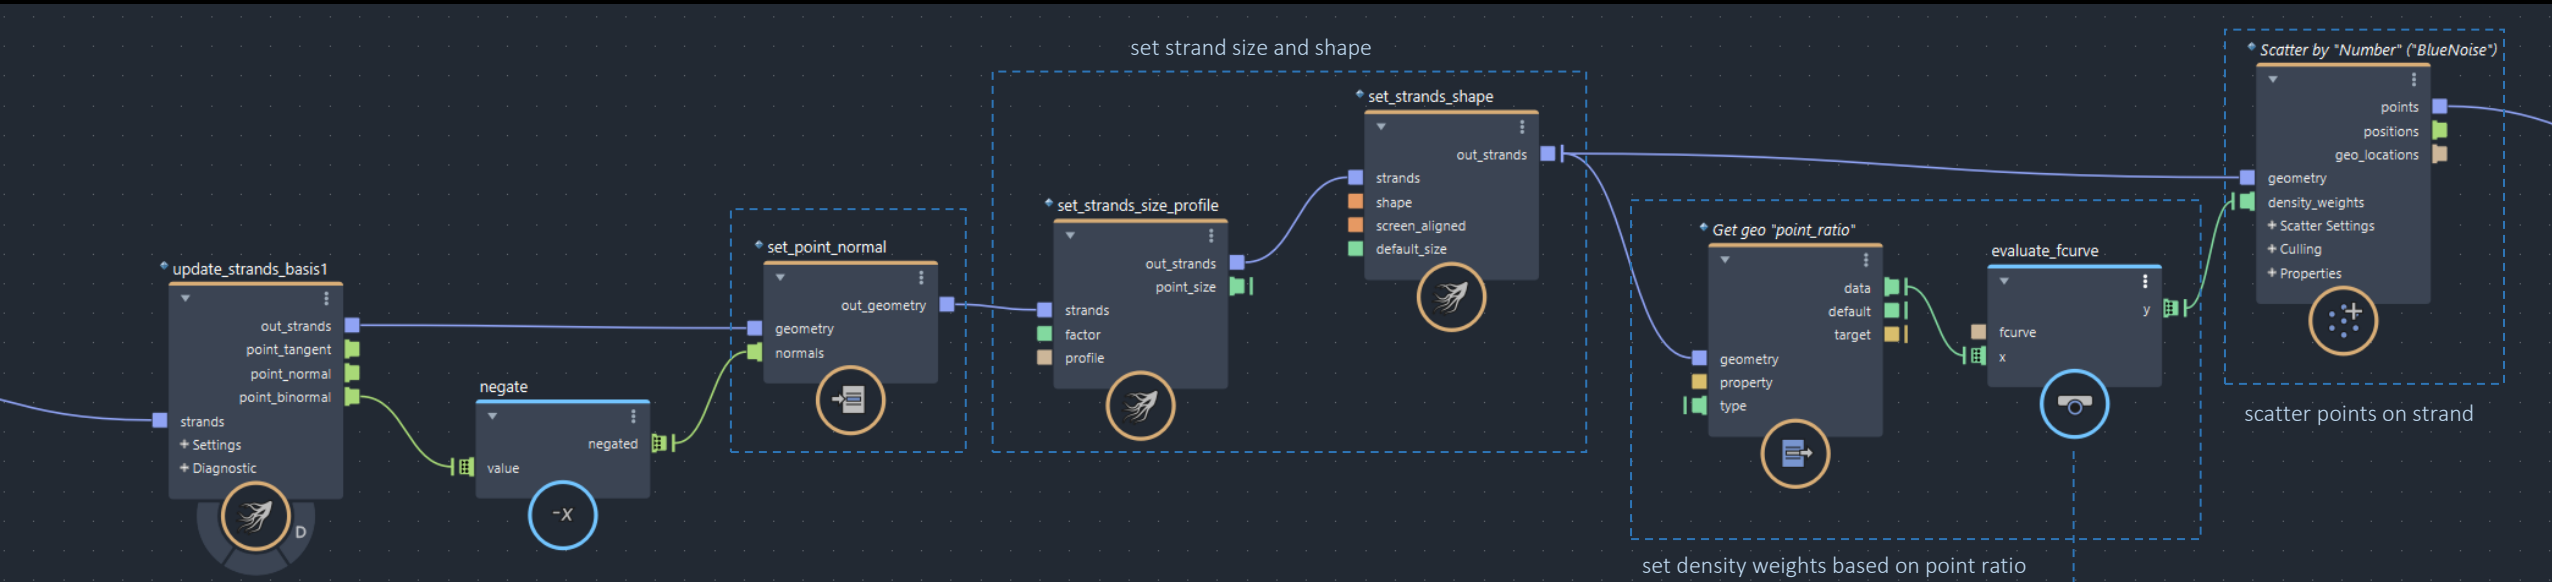 set strand size and shape
Scatter by "Number" ("BlueNoise")
points
positions
geo_locations
geometry
density_weights
+ Scatter Settings
+ Culling
+ Properties
scatter points on strand
set_strands_shape
out_strands
strands
shape
screen_aligned
default_size
set_strands_size_profile
out_strands
point_size
strands
factor
profile
Get geo "point_ratio"
data
default
target
geometry
property
type
evaluate_fcurve
y
fcurve
x
set density weights based on point ratio
set_point_normal
out_geometry
geometry
normals
update_strands_basis1
out_strands
point_tangent
point_normal
point_binormal
strands
+ Settings
+ Diagnostic
D
negate
negated
value
-x